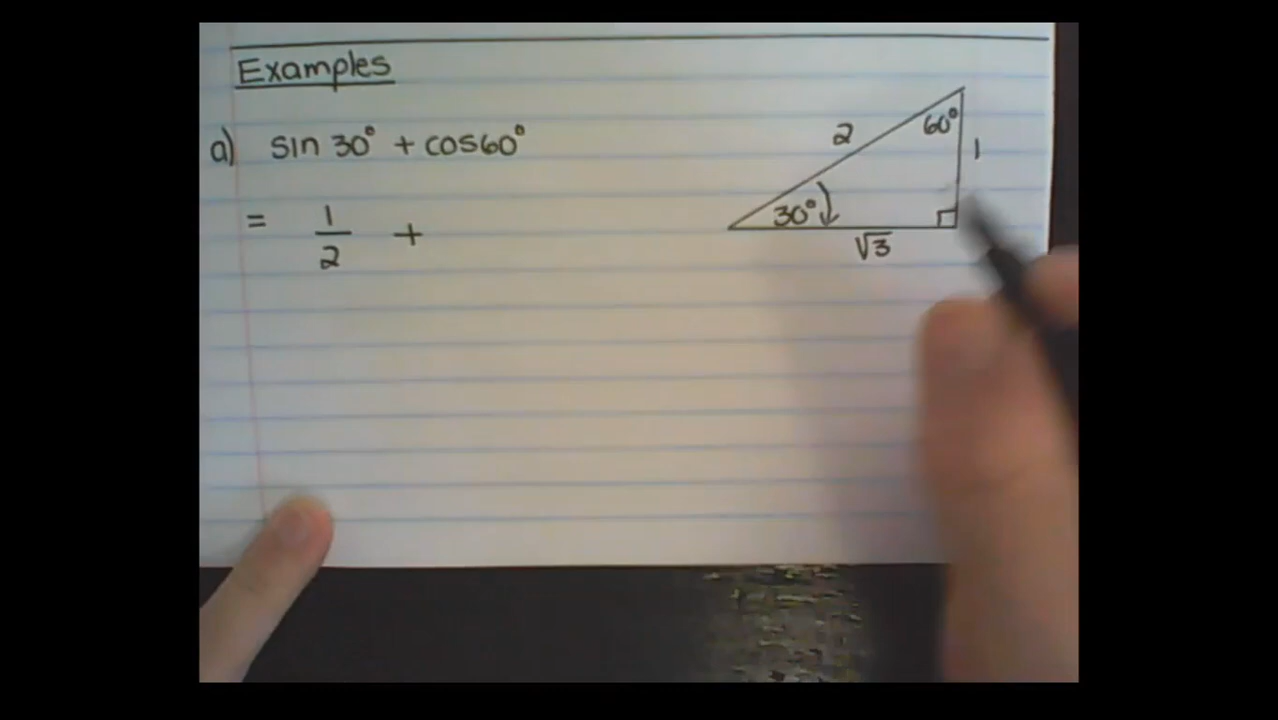 Examples
a) sin 30° + cos60°
= 1/2 +
2
60°
1
30°
√3